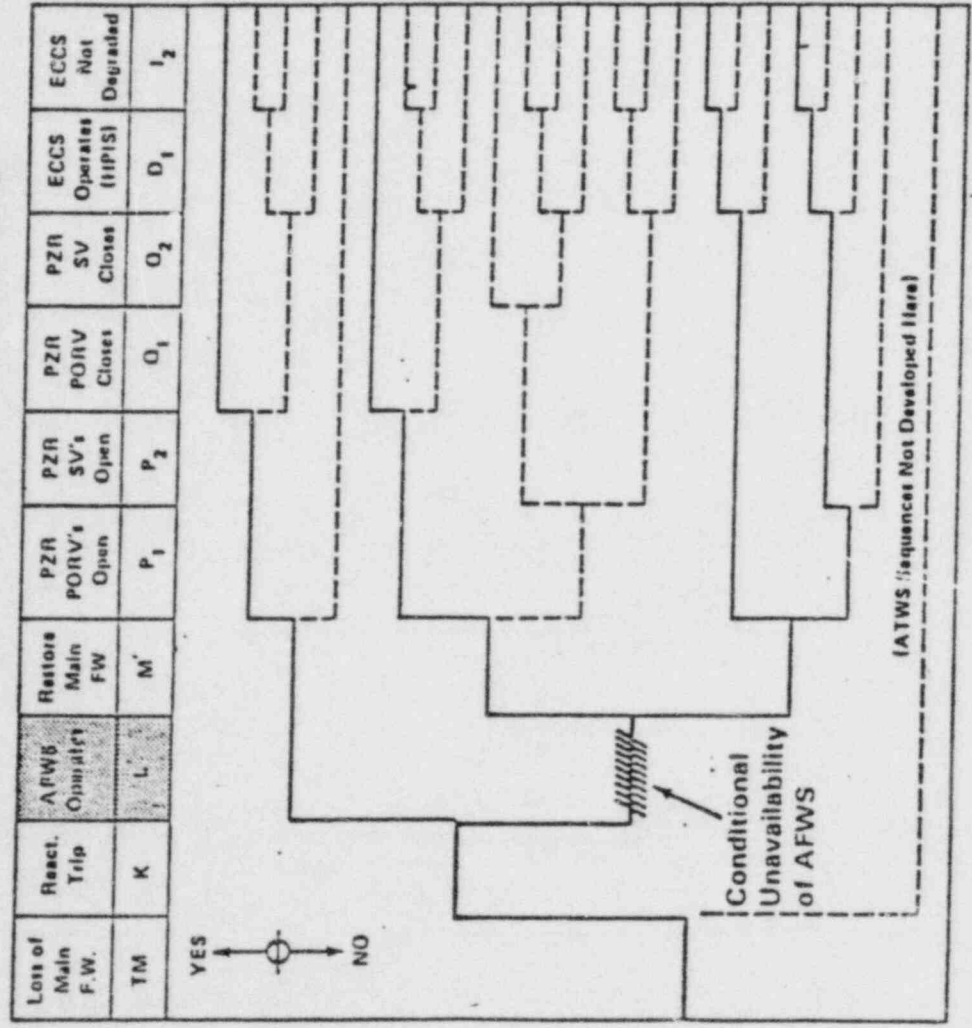 Loss of
Main
F.W.
TM
React.
Trip
K
AFWS
Operates
L
Restore
Main
FW
M'
PZR
PORV's
Open
P1
PZR
SV's
Open
P2
PZR
PORV
Closes
O1
PZR
SV
Closes
O2
ECCS
Operates
(HPIS)
D1
ECCS
Not
Degraded
I2
YES
NO
Conditional
Unavailability
of AFWS
(ATWS Sequences Not Developed Here)